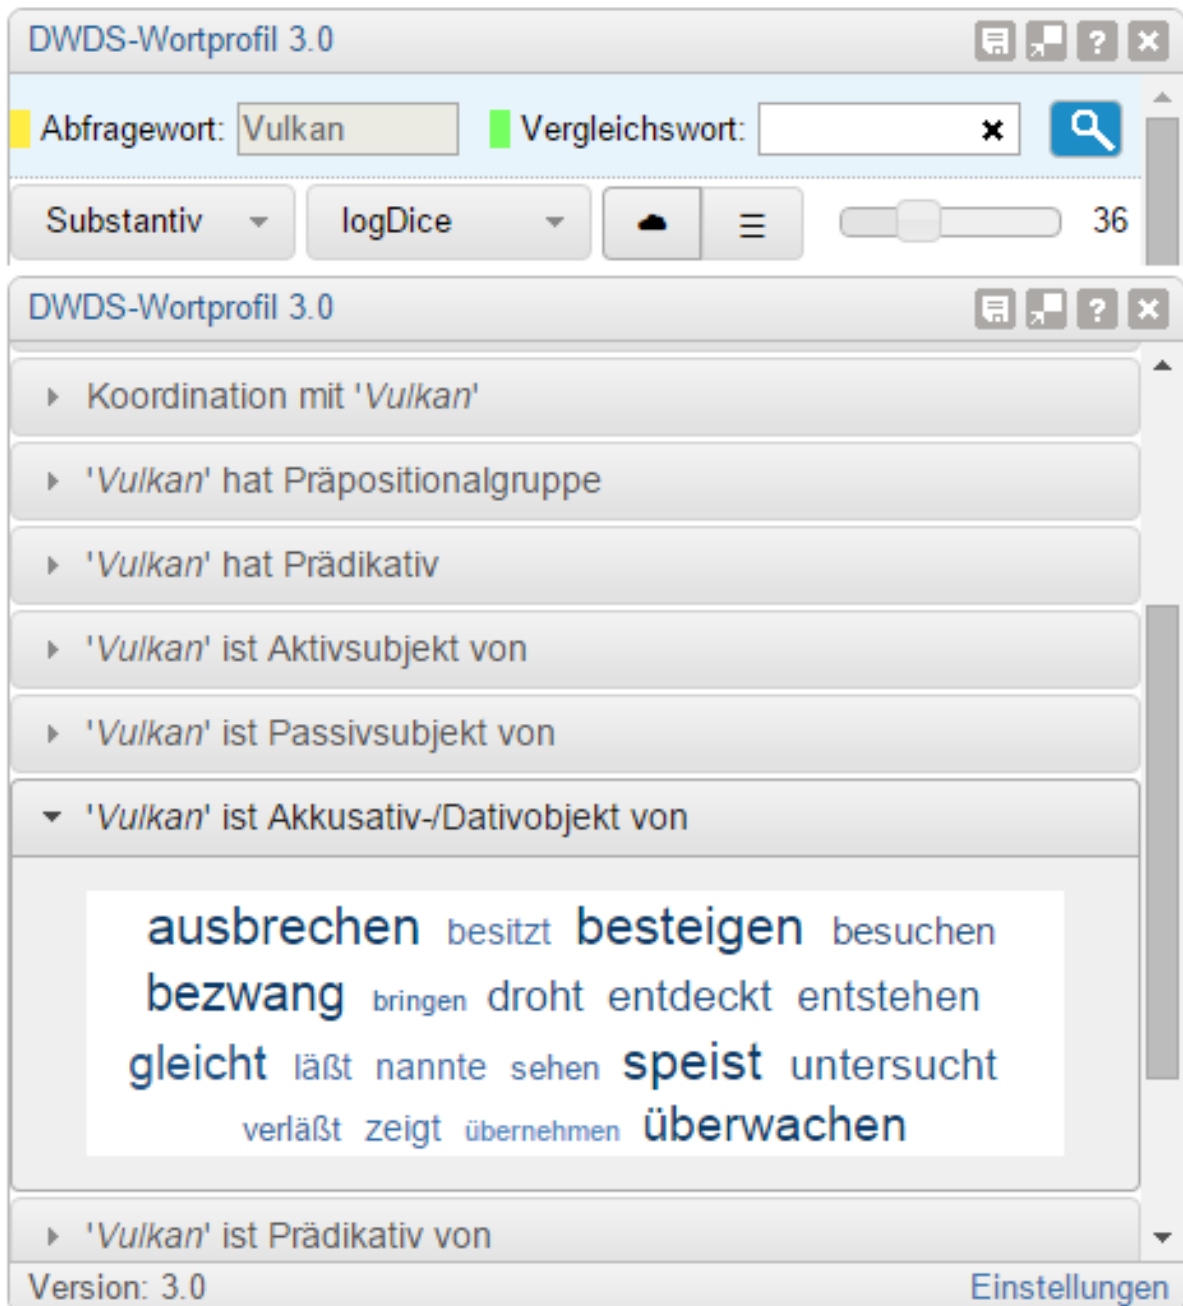 DWDS-Wortprofil 3.0
Abfragewort: Vulkan Vergleichswort:
Substantiv logDice 36
DWDS-Wortprofil 3.0
Koordination mit 'Vulkan'
'Vulkan' hat Präpositionalgruppe
'Vulkan' hat Prädikativ
'Vulkan' ist Aktivsubjekt von
'Vulkan' ist Passivsubjekt von
'Vulkan' ist Akkusativ-/Dativobjekt von
ausbrechen besitzt besteigen besuchen
bezwang bringen droht entdeckt entstehen
gleicht läßt nannte sehen speist untersucht
verläßt zeigt übernehmen überwachen
'Vulkan' ist Prädikativ von
Version: 3.0 Einstellungen